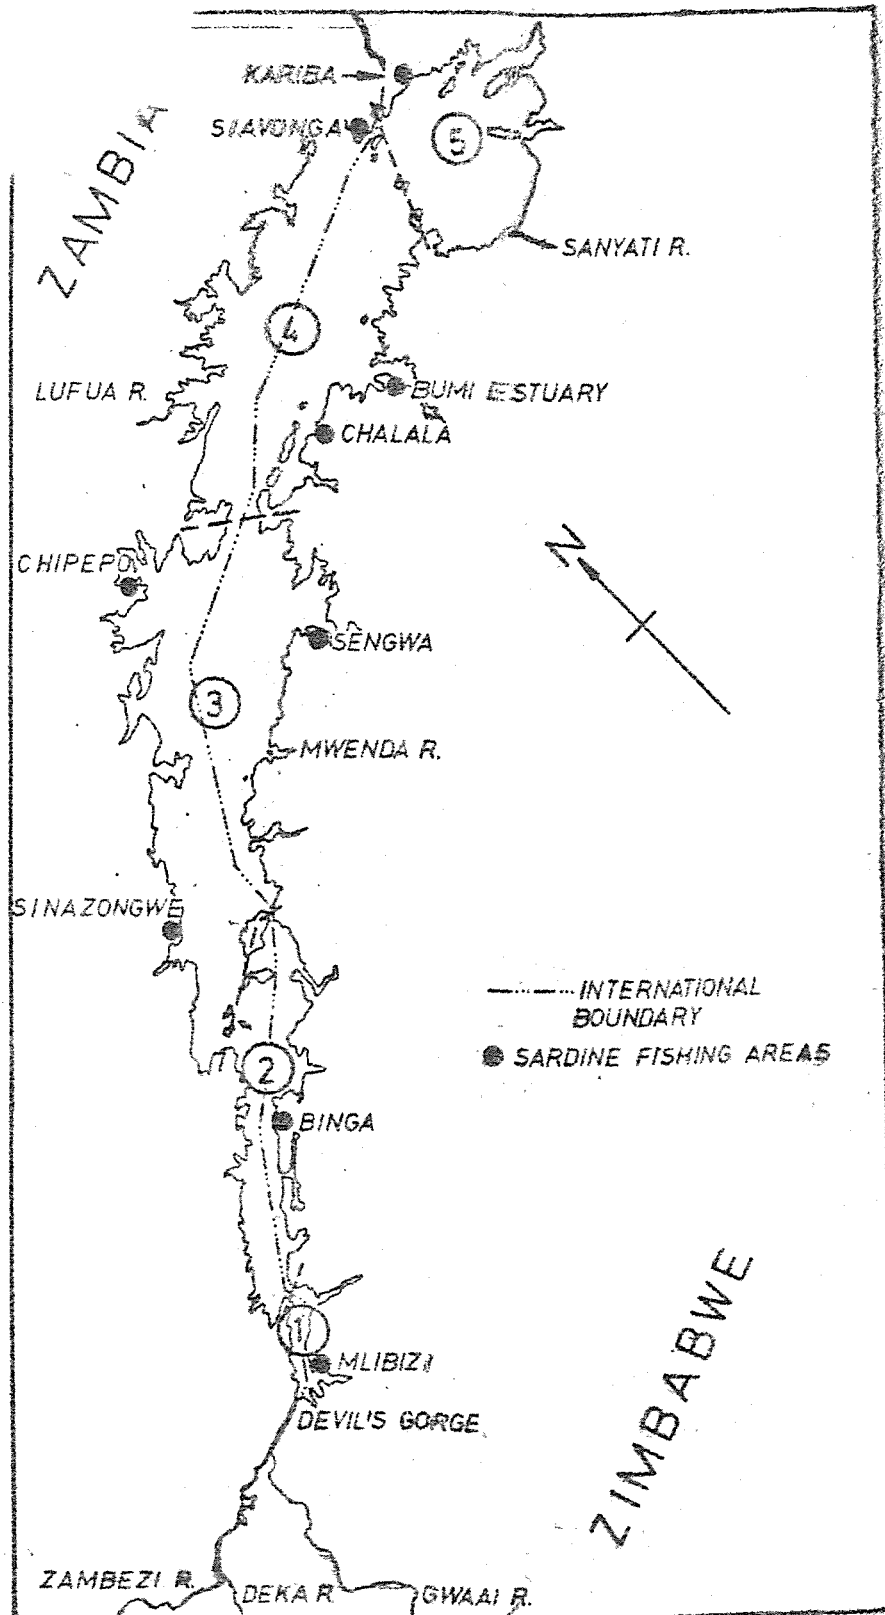 KARIBA
SIAVONGA
5
ZAMBIA
SANYATI R.
4
LUFUA R.
BUMI ESTUARY
CHALALA
N
CHIPEPO
SENGWA
3
MWENDA R.
SINAZONGWE
INTERNATIONAL
BOUNDARY
SARDINE FISHING AREAS
2
BINGA
1
MLIBIZI
DEVIL'S GORGE
ZIMBABWE
ZAMBEZI R.
DEKA R
GWAAI R.